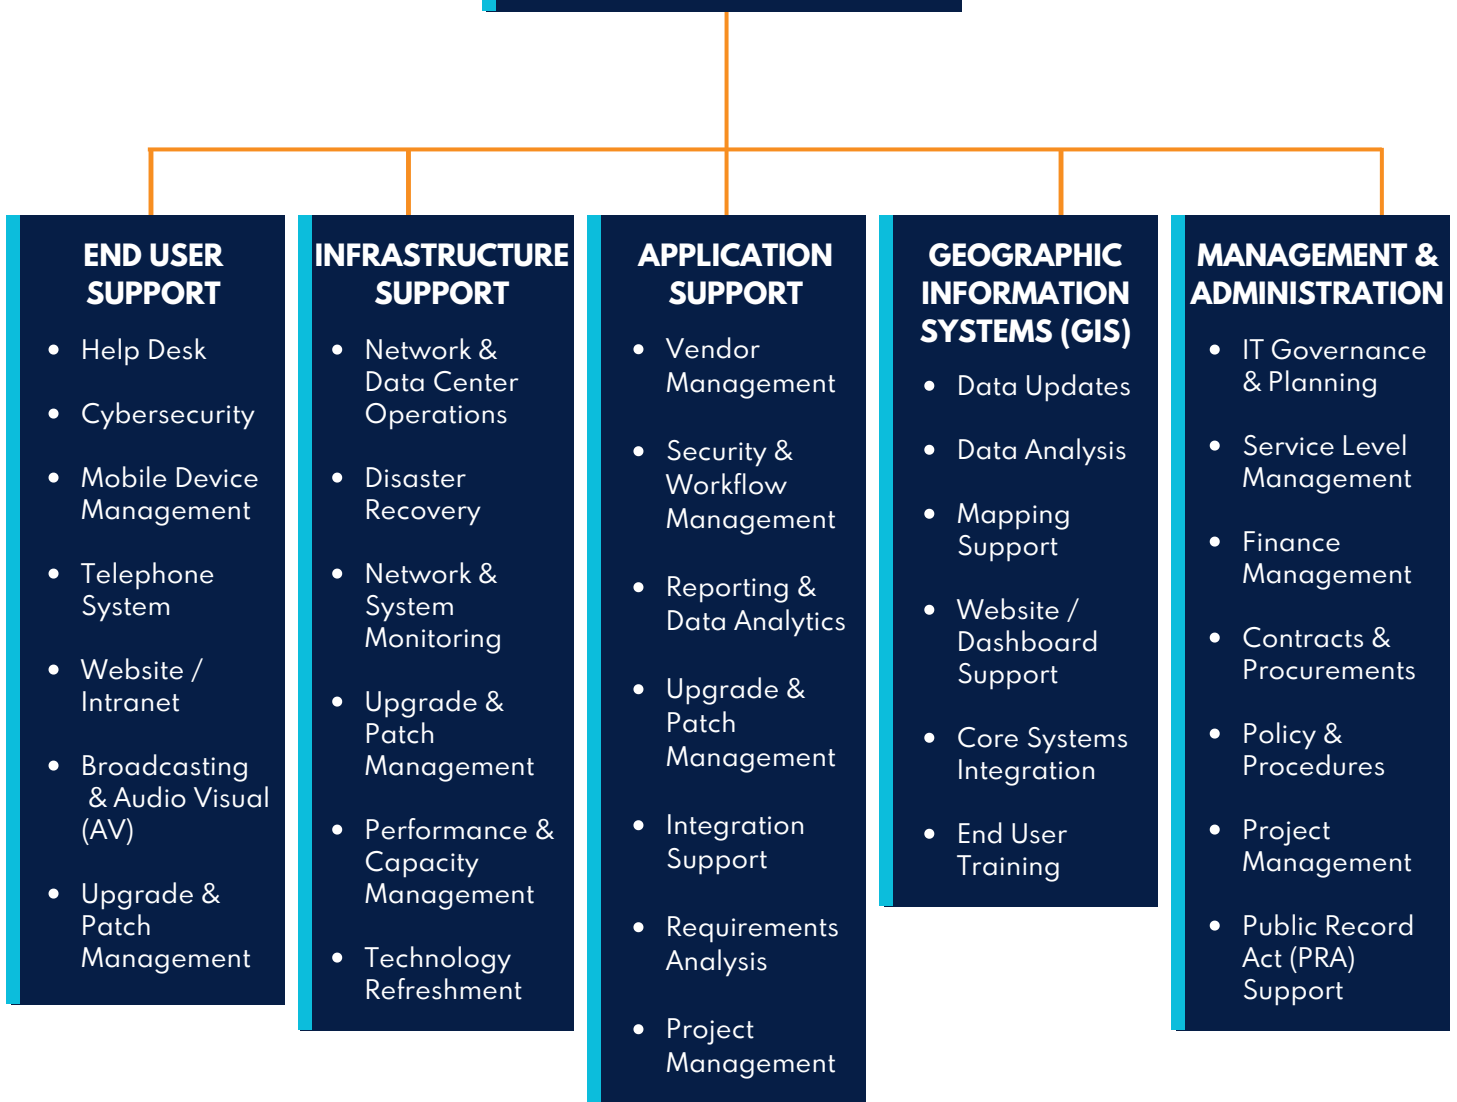 END USER
SUPPORT
• Help Desk
• Cybersecurity
• Mobile Device
Management
• Telephone
System
• Website /
Intranet
• Broadcasting
& Audio Visual
(AV)
• Upgrade &
Patch
Management
INFRASTRUCTURE
SUPPORT
• Network &
Data Center
Operations
• Disaster
Recovery
• Network &
System
Monitoring
• Upgrade &
Patch
Management
• Performance &
Capacity
Management
• Technology
Refreshment
APPLICATION
SUPPORT
• Vendor
Management
• Security &
Workflow
Management
• Reporting &
Data Analytics
• Upgrade &
Patch
Management
• Integration
Support
• Requirements
Analysis
• Project
Management
GEOGRAPHIC
INFORMATION
SYSTEMS (GIS)
• Data Updates
• Data Analysis
• Mapping
Support
• Website /
Dashboard
Support
• Core Systems
Integration
• End User
Training
MANAGEMENT &
ADMINISTRATION
• IT Governance
& Planning
• Service Level
Management
• Finance
Management
• Contracts &
Procurements
• Policy &
Procedures
• Project
Management
• Public Record
Act (PRA)
Support